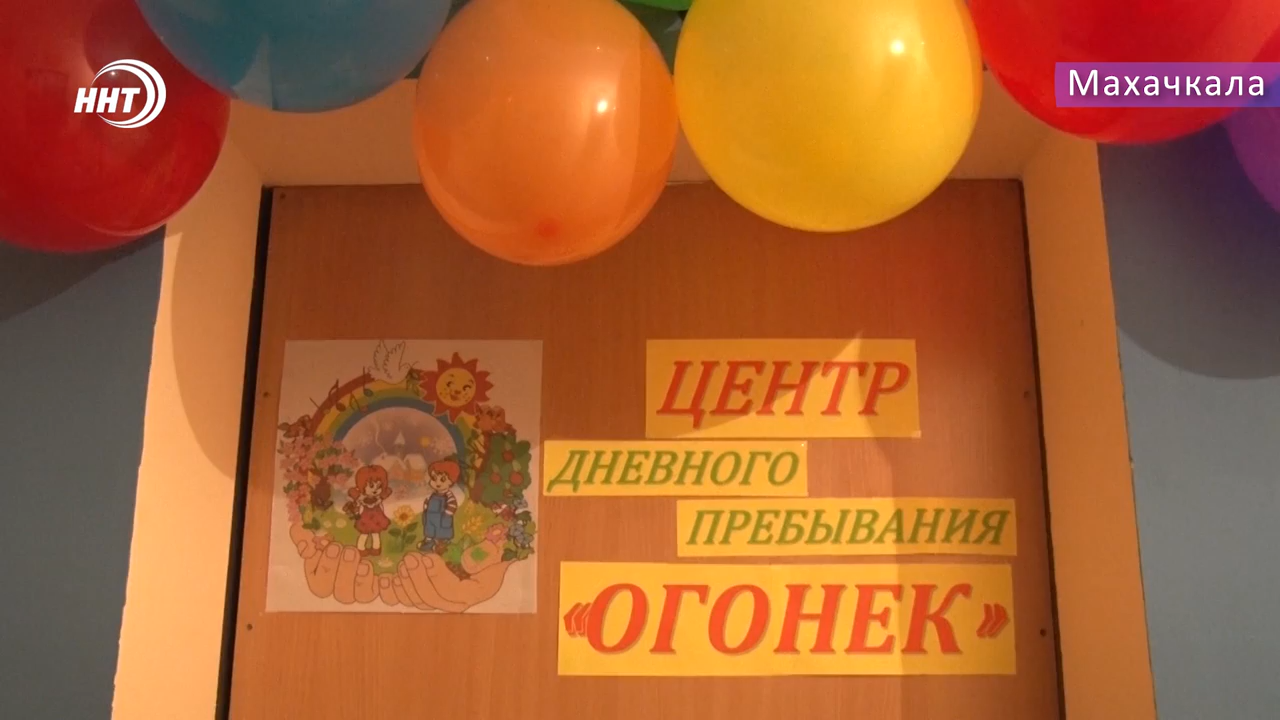 ННТ
Махачкала
ЦЕНТР
ДНЕВНОГО
ПРЕБЫВАНИЯ
«ОГОНЕК»